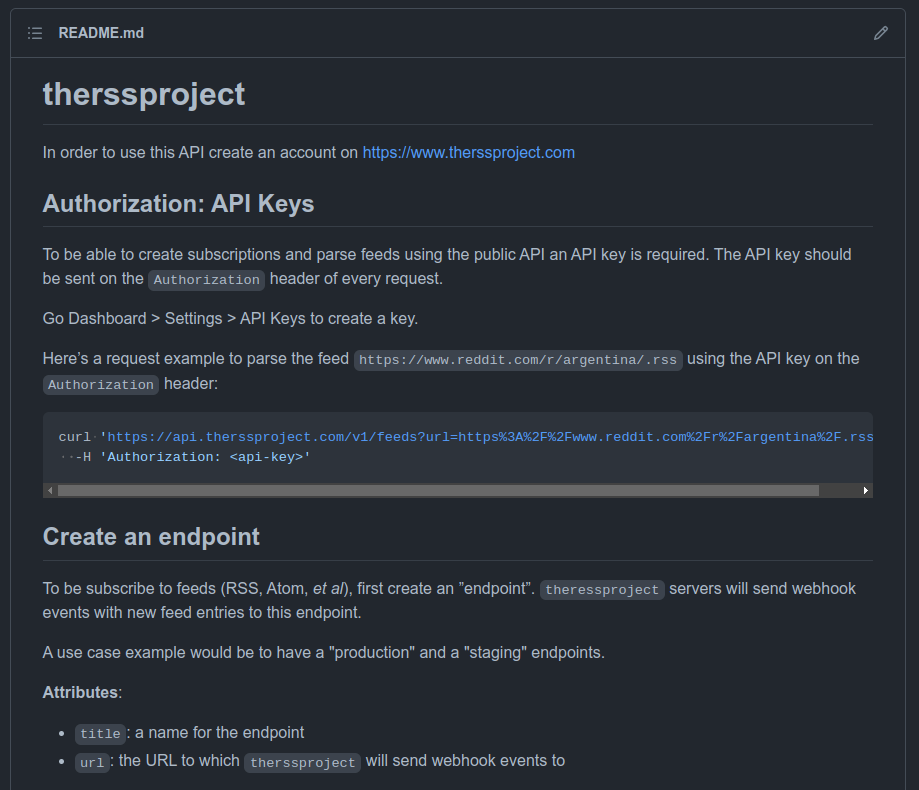 README.md
therssproject
In order to use this API create an account on https://www.therssproject.com
Authorization: API Keys
To be able to create subscriptions and parse feeds using the public API an API key is required. The API key should
be sent on the Authorization header of every request.
Go Dashboard > Settings > API Keys to create a key.
Here’s a request example to parse the feed https://www.reddit.com/r/argentina/.rss using the API key on the
Authorization header:
curl 'https://api.therssproject.com/v1/feeds?url=https%3A%2F%2Fwww.reddit.com%2Fr%2Fargentina%2F.rss
··-H 'Authorization: <api-key>'
Create an endpoint
To be subscribe to feeds (RSS, Atom, et al), first create an ”endpoint”. theressproject servers will send webhook
events with new feed entries to this endpoint.
A use case example would be to have a "production" and a "staging" endpoints.
Attributes:
• title: a name for the endpoint
• url: the URL to which therssproject will send webhook events to